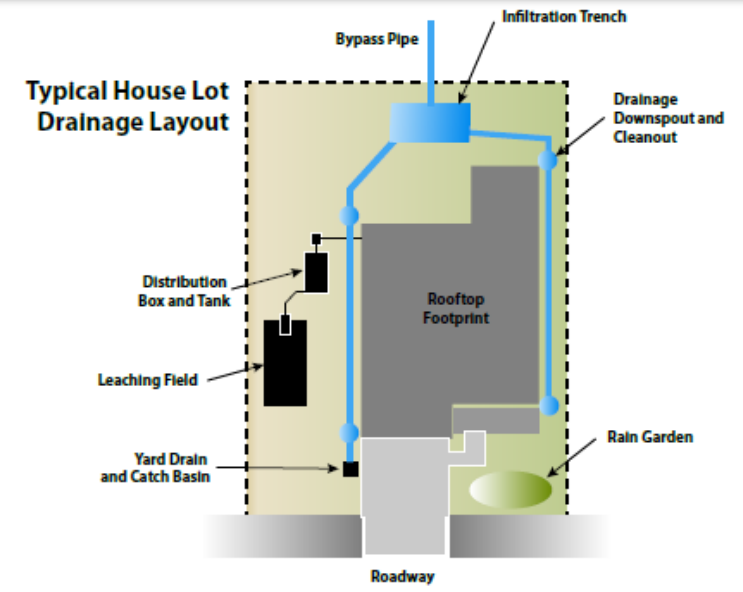 Infiltration Trench
Bypass Pipe
Typical House Lot
Drainage Layout
Drainage
Downspout and
Cleanout
Distribution
Box and Tank
Rooftop
Footprint
Leaching Field
Rain Garden
Yard Drain
and Catch Basin
Roadway